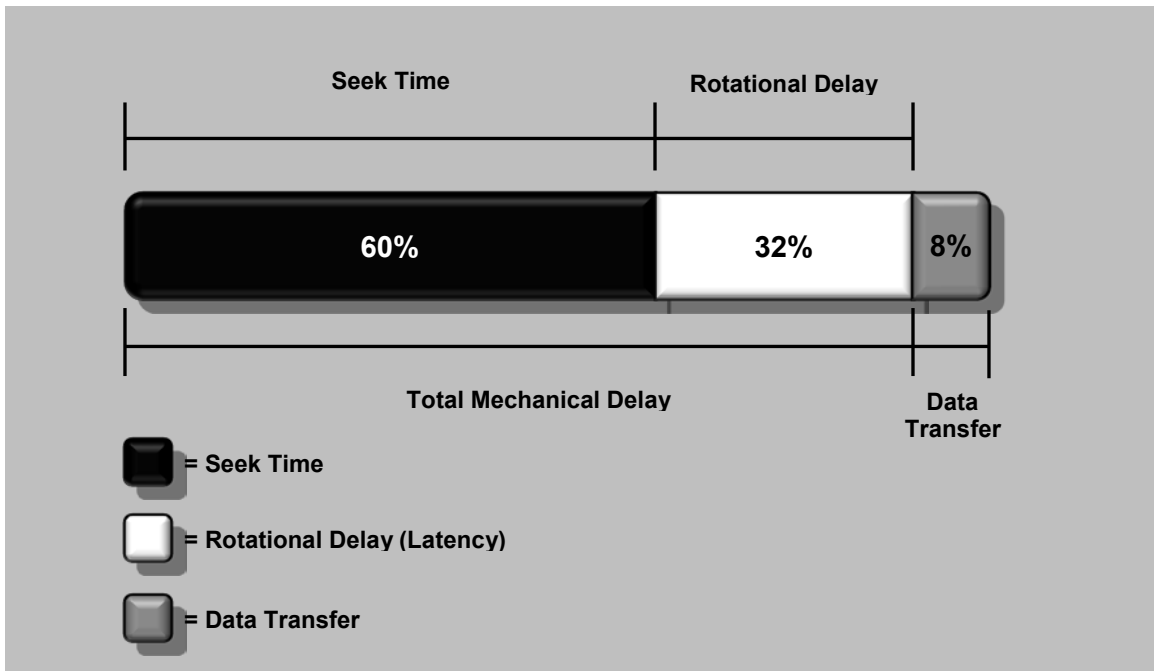 Seek Time
Rotational Delay
60%
32%
8%
Total Mechanical Delay
Data
Transfer
= Seek Time
= Rotational Delay (Latency)
= Data Transfer